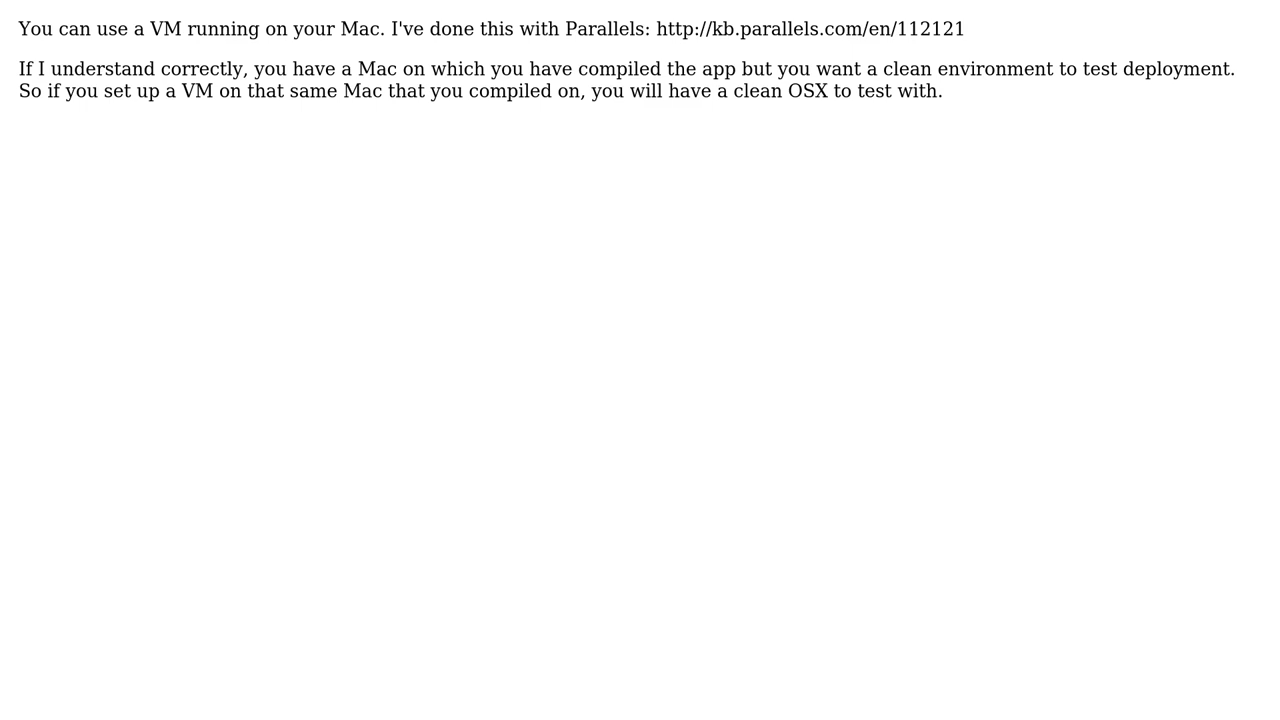 You can use a VM running on your Mac. I've done this with Parallels: http://kb.parallels.com/en/112121
If I understand correctly, you have a Mac on which you have compiled the app but you want a clean environment to test deployment.
So if you set up a VM on that same Mac that you compiled on, you will have a clean OSX to test with.